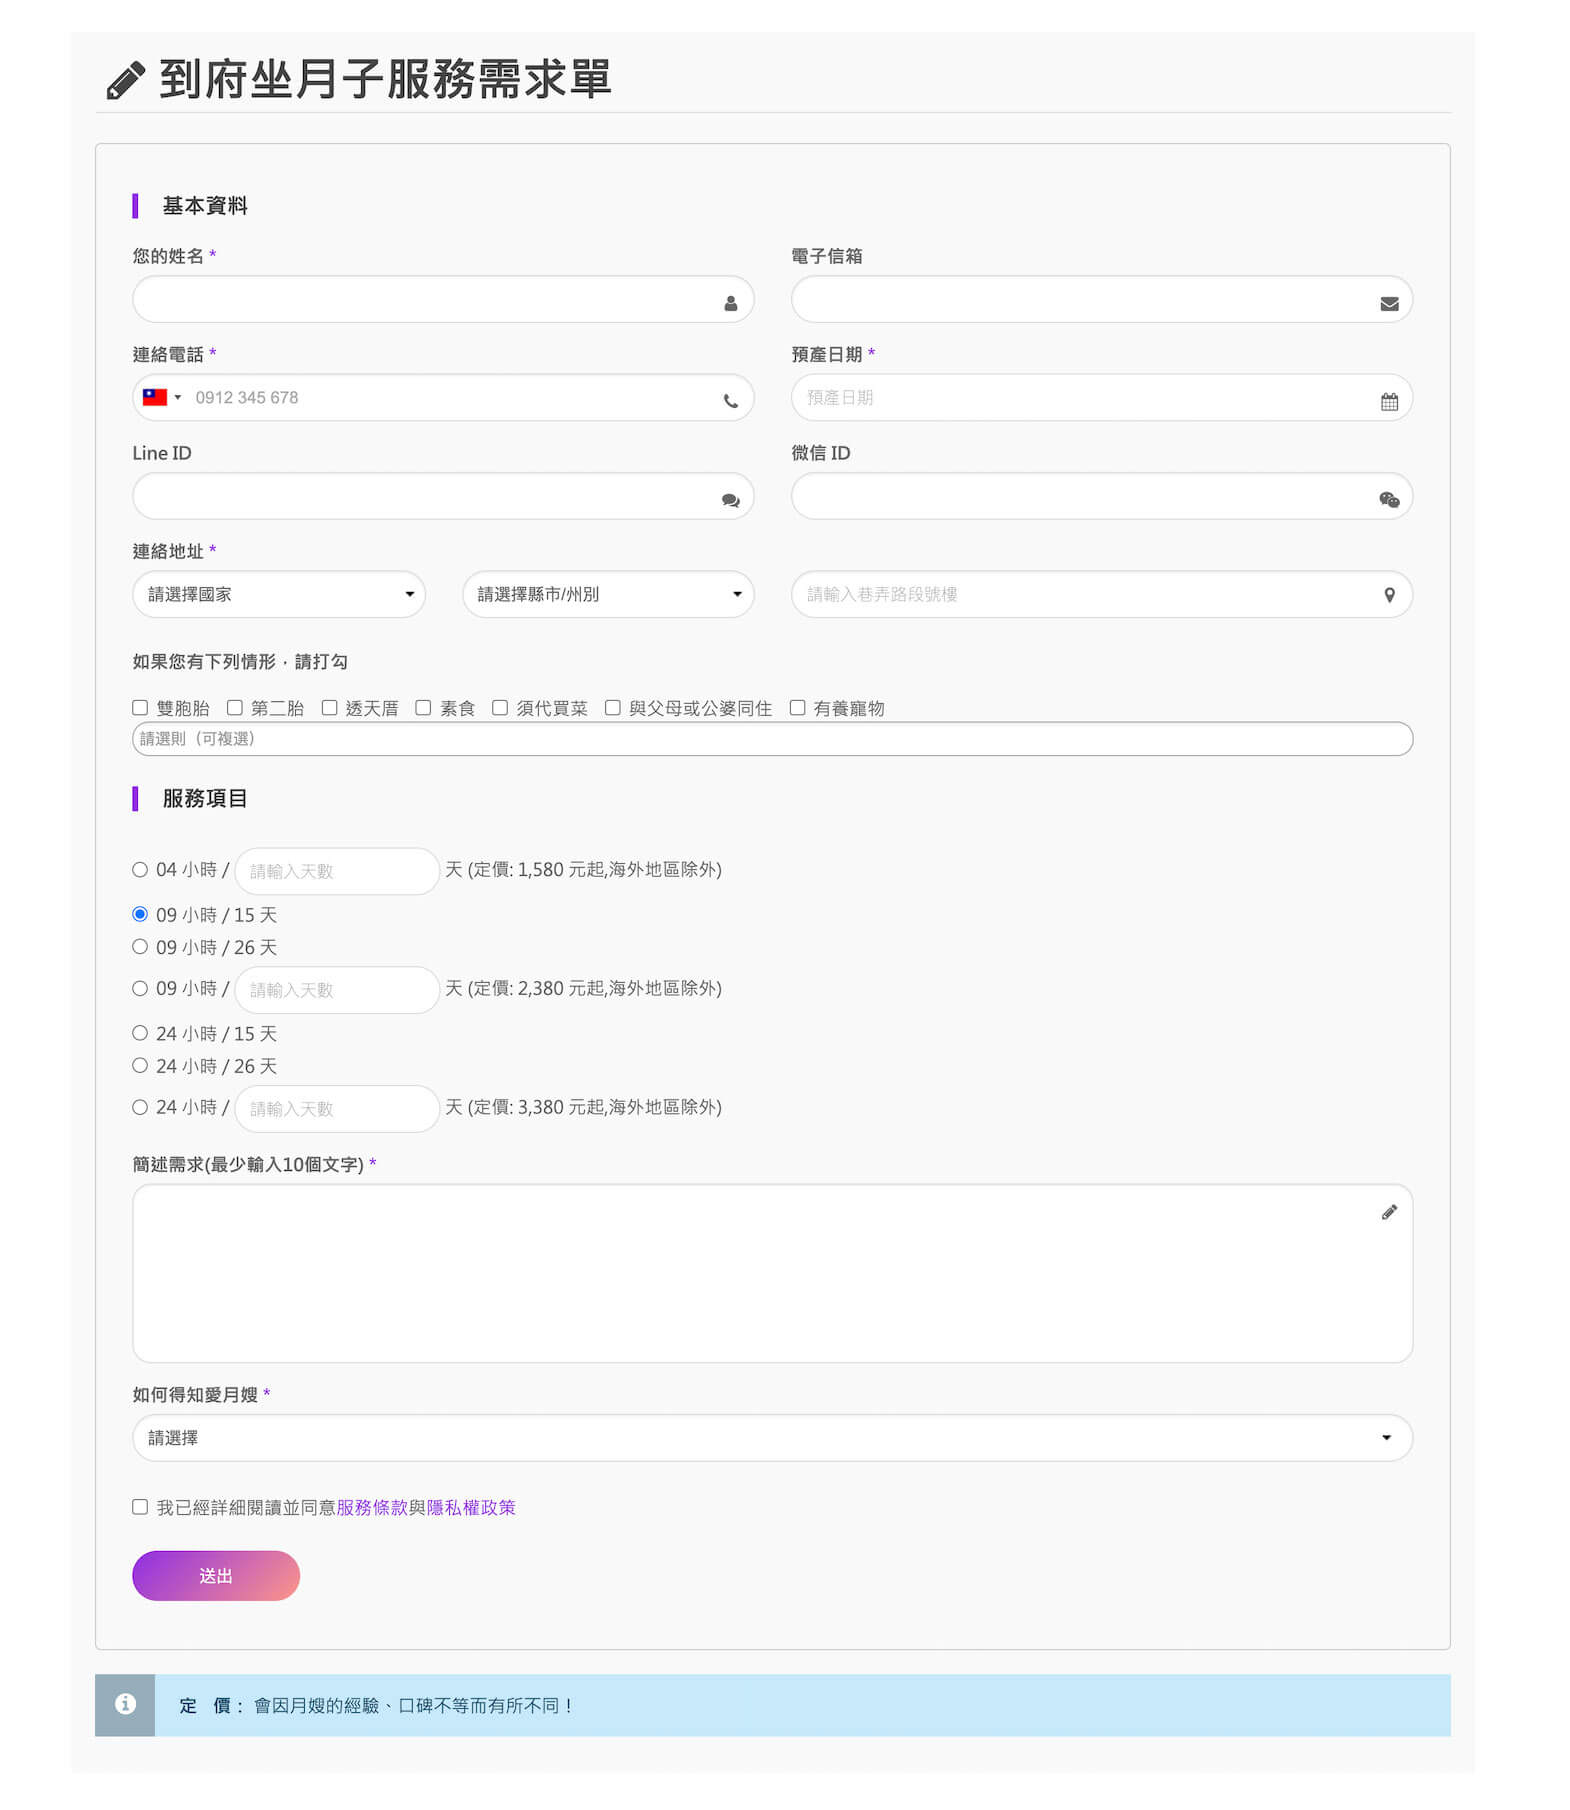 到府坐月子服務需求單
基本資料
您的姓名 *
電子信箱
連絡電話 *
預產日期 *
0912 345 678
預產日期
Line ID
微信 ID
連絡地址 *
請選擇國家
請選擇縣市/州別
請輸入巷弄路段號樓
如果您有下列情形，請打勾
雙胞胎 第二胎 透天厝 素食 須代買菜 與父母或公婆同住 有養寵物
請選則（可複選）
服務項目
04 小時 / 請輸入天數 天 (定價: 1,580 元起,海外地區除外)
09 小時 / 15 天
09 小時 / 26 天
09 小時 / 請輸入天數 天 (定價: 2,380 元起,海外地區除外)
24 小時 / 15 天
24 小時 / 26 天
24 小時 / 請輸入天數 天 (定價: 3,380 元起,海外地區除外)
簡述需求(最少輸入10個文字) *
如何得知愛月嫂 *
請選擇
我已經詳細閱讀並同意服務條款與隱私權政策
送出
定　價： 會因月嫂的經驗、口碑不等而有所不同！